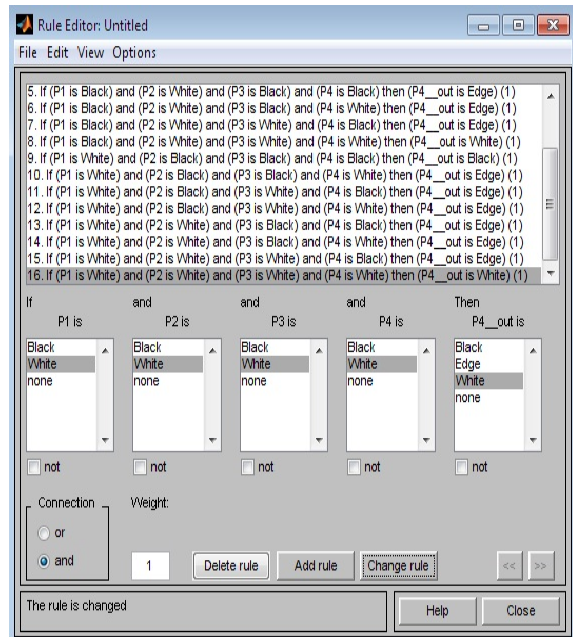 Rule Editor: Untitled
File Edit View Options
5. If (P1 is Black) and (P2 is White) and (P3 is Black) and (P4 is Black) then (P4__out is Edge) (1)
6. If (P1 is Black) and (P2 is White) and (P3 is Black) and (P4 is White) then (P4__out is Edge) (1)
7. If (P1 is Black) and (P2 is White) and (P3 is White) and (P4 is Black) then (P4__out is Edge) (1)
8. If (P1 is Black) and (P2 is White) and (P3 is White) and (P4 is White) then (P4__out is White) (1)
9. If (P1 is White) and (P2 is Black) and (P3 is Black) and (P4 is Black) then (P4__out is Black) (1)
10. If (P1 is White) and (P2 is Black) and (P3 is Black) and (P4 is White) then (P4__out is Edge) (1)
11. If (P1 is White) and (P2 is Black) and (P3 is White) and (P4 is Black) then (P4__out is Edge) (1)
12. If (P1 is White) and (P2 is Black) and (P3 is White) and (P4 is White) then (P4__out is Edge) (1)
13. If (P1 is White) and (P2 is White) and (P3 is Black) and (P4 is Black) then (P4__out is Edge) (1)
14. If (P1 is White) and (P2 is White) and (P3 is Black) and (P4 is White) then (P4__out is Edge) (1)
15. If (P1 is White) and (P2 is White) and (P3 is White) and (P4 is Black) then (P4__out is Edge) (1)
16. If (P1 is White) and (P2 is White) and (P3 is White) and (P4 is White) then (P4__out is White) (1)
If and and and Then
P1 is P2 is P3 is P4 is P4__out is
Black Black Black Black Black
White White White White Edge
none none none none White
none
not not not not not
Connection Weight:
or
and 1 Delete rule Add rule Change rule << >>
The rule is changed Help Close